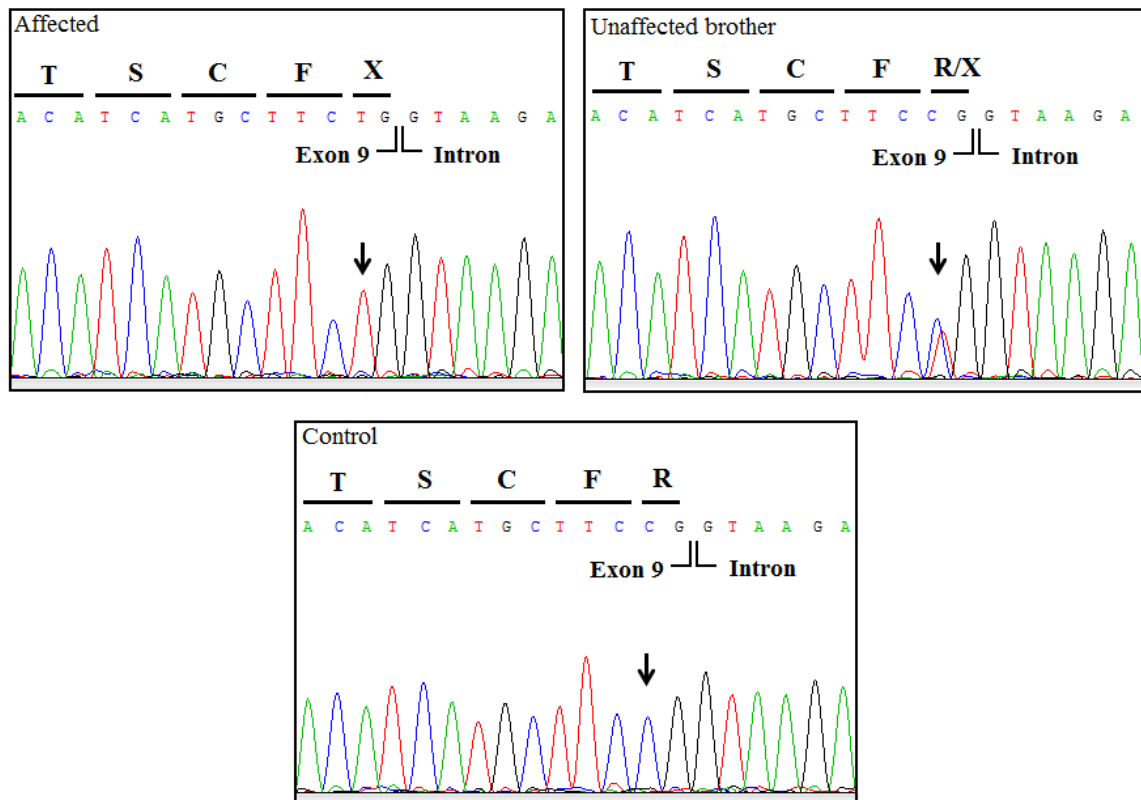 Affected
T S C F X
A C A T C A T G C T T C T G G T A A G A
Exon 9 Intron
Unaffected brother
T S C F R/X
A C A T C A T G C T T C C G G T A A G A
Exon 9 Intron
Control
T S C F R
A C A T C A T G C T T C C G G T A A G A
Exon 9 Intron